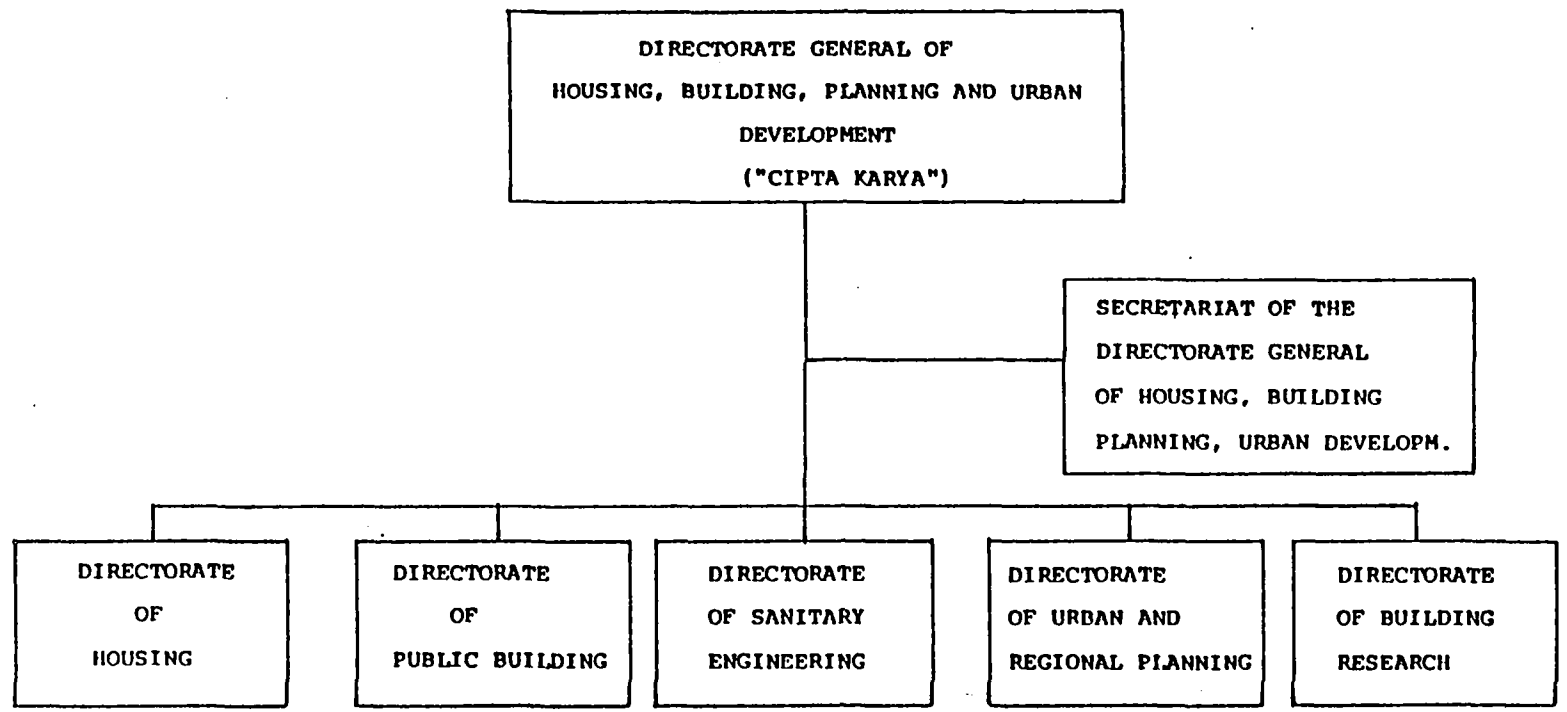 DIRECTORATE GENERAL OF
HOUSING, BUILDING, PLANNING AND URBAN
DEVELOPMENT
("CIPTA KARYA")
SECRETARIAT OF THE
DIRECTORATE GENERAL
OF HOUSING, BUILDING
PLANNING, URBAN DEVELOPM.
DIRECTORATE
OF
HOUSING
DIRECTORATE
OF
PUBLIC BUILDING
DIRECTORATE
OF SANITARY
ENGINEERING
DIRECTORATE
OF URBAN AND
REGIONAL PLANNING
DIRECTORATE
OF BUILDING
RESEARCH